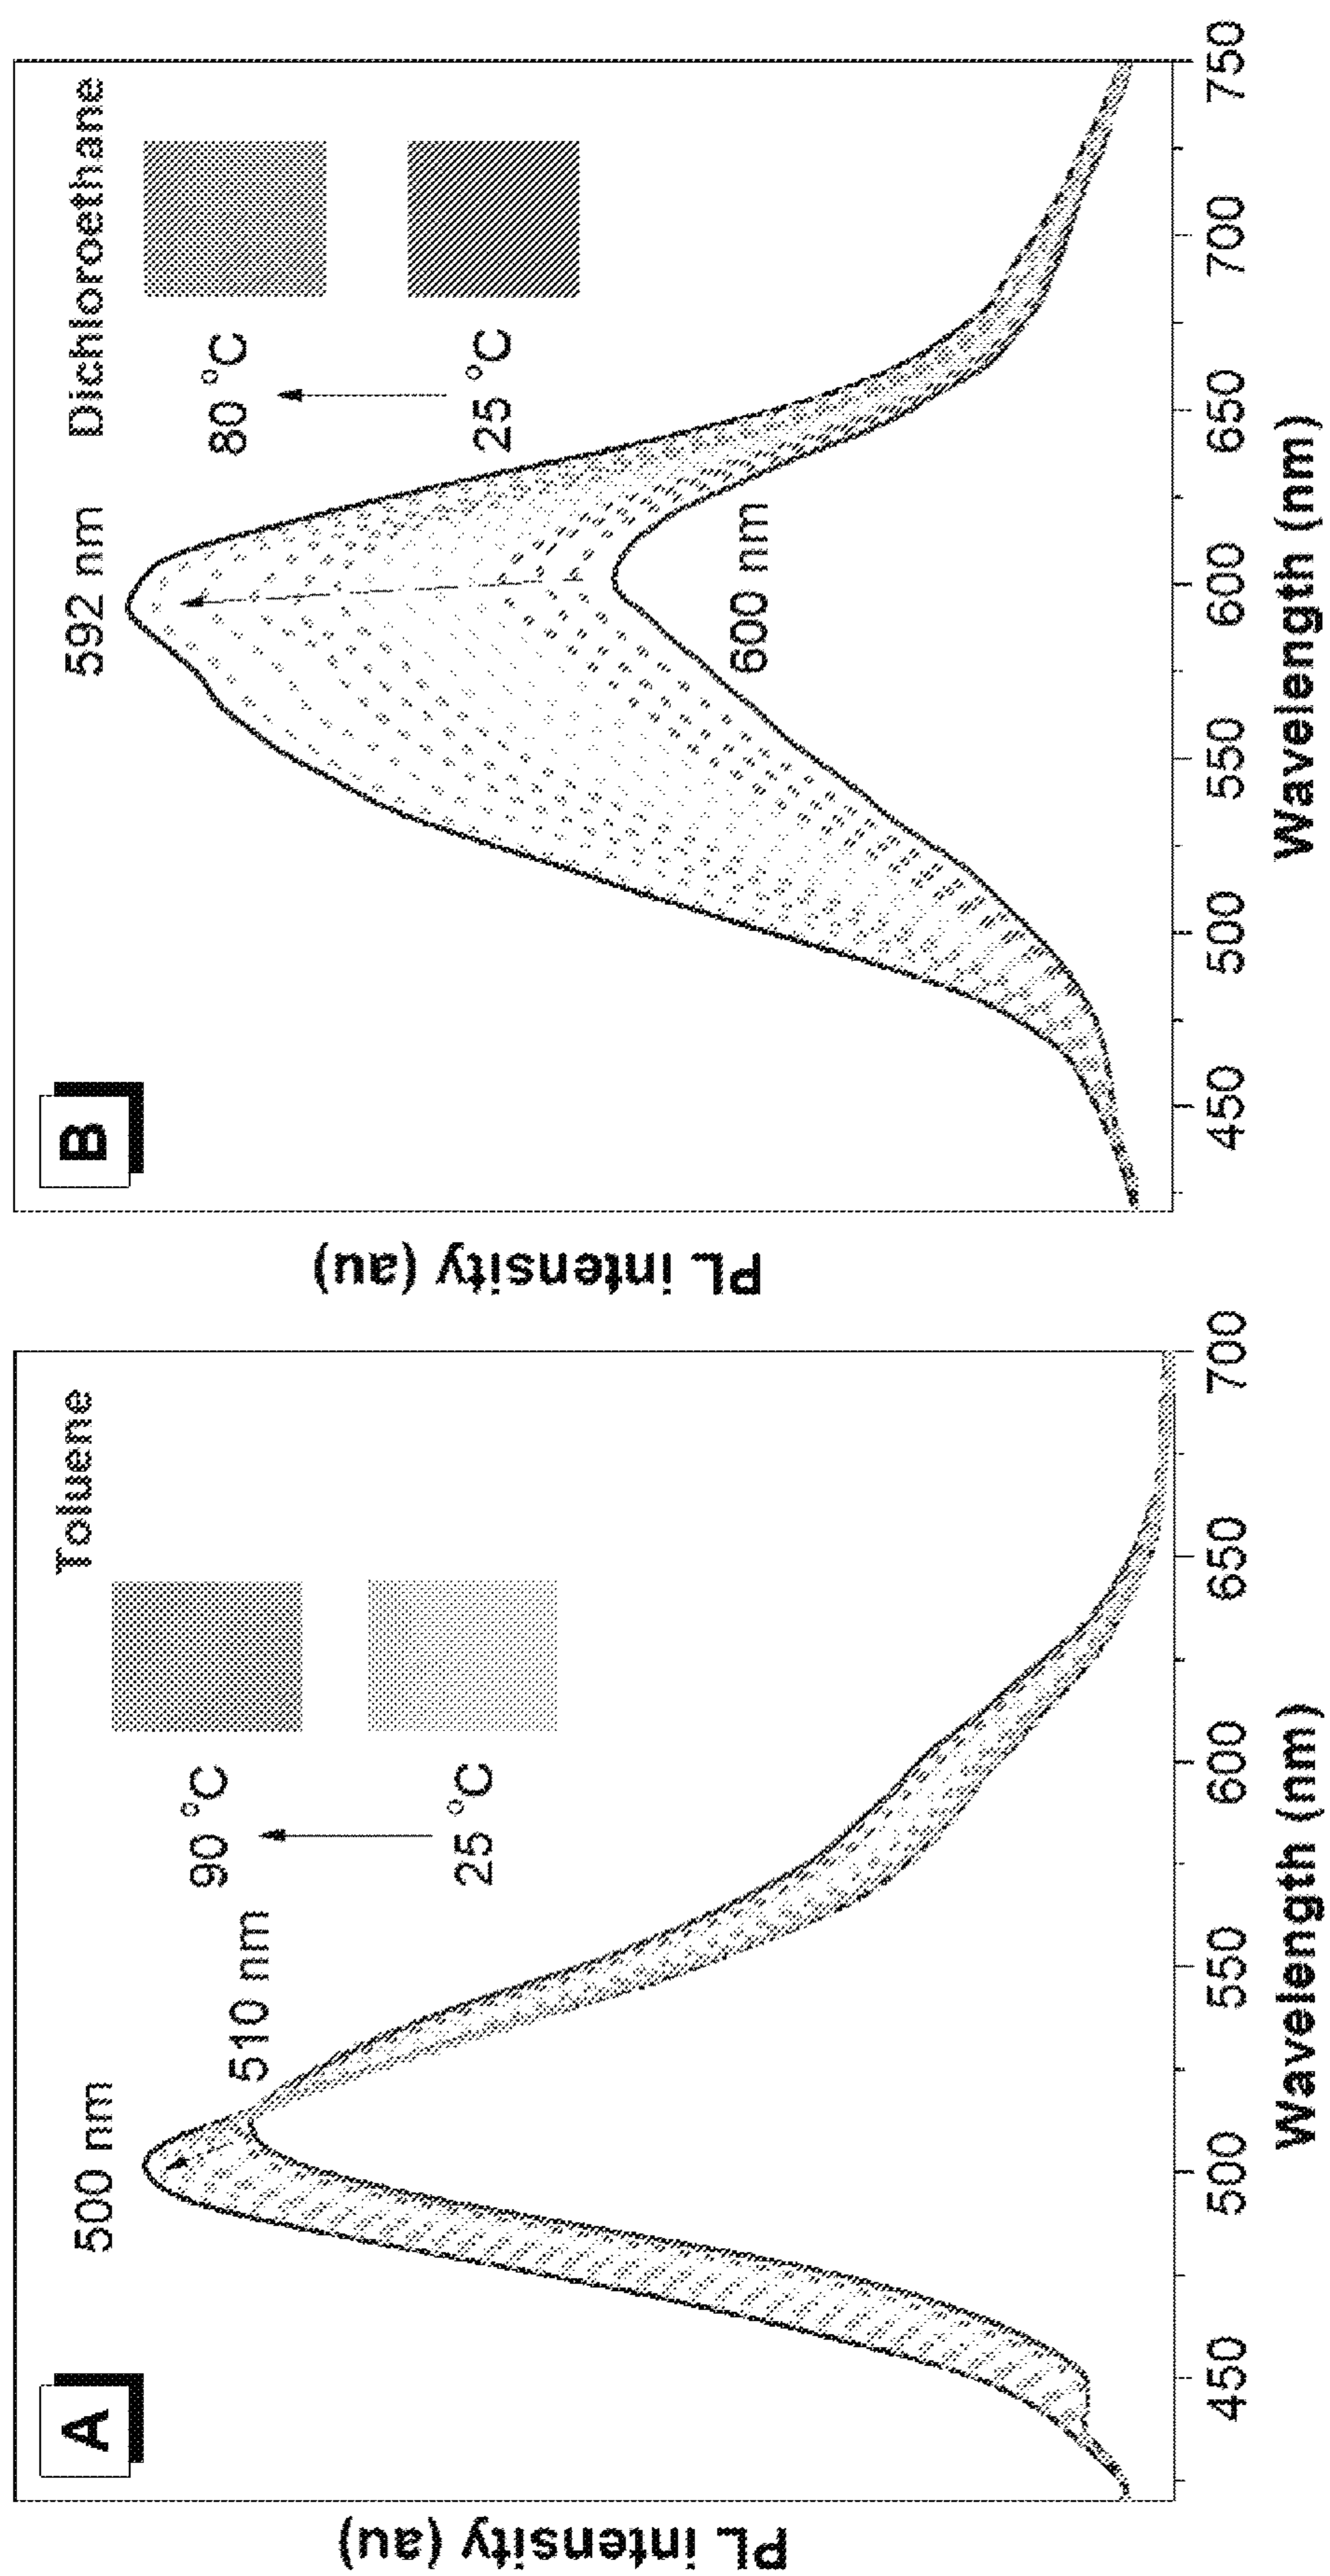 A
Toluene
500 nm
510 nm
90 °C
25 °C
PL intensity (au)
450 500 550 600 650 700
Wavelength (nm)
B
592 nm Dichloroethane
80 °C
25 °C
600 nm
PL intensity (au)
450 500 550 600 650 700 750
Wavelength (nm)